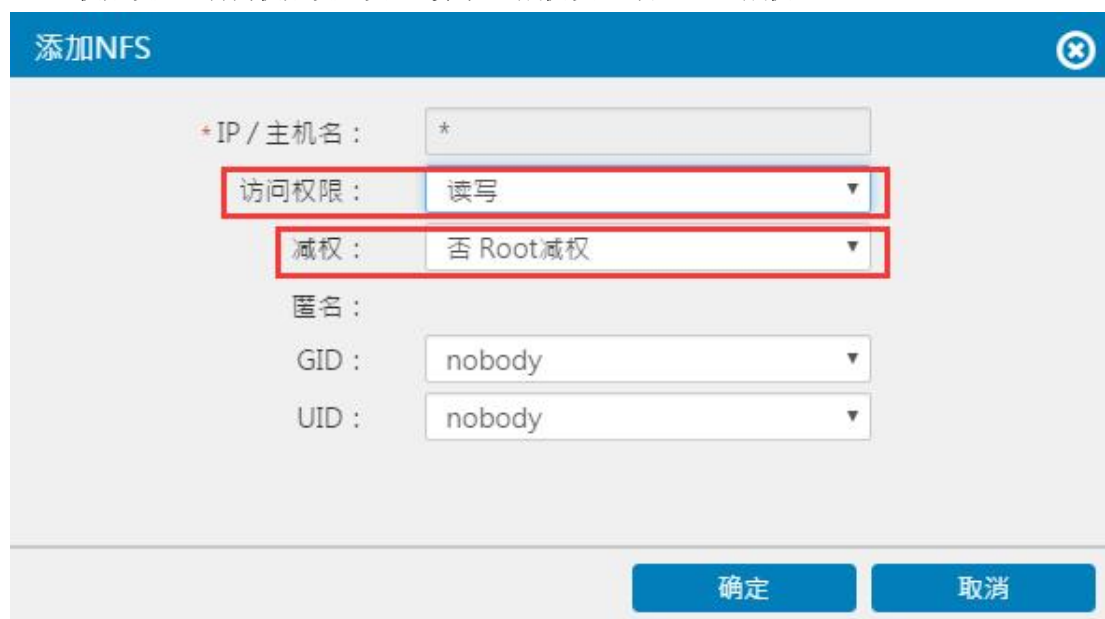 添加NFS
*IP / 主机名： *
访问权限： 读写
减权： 否 Root减权
匿名：
GID： nobody
UID： nobody
确定 取消